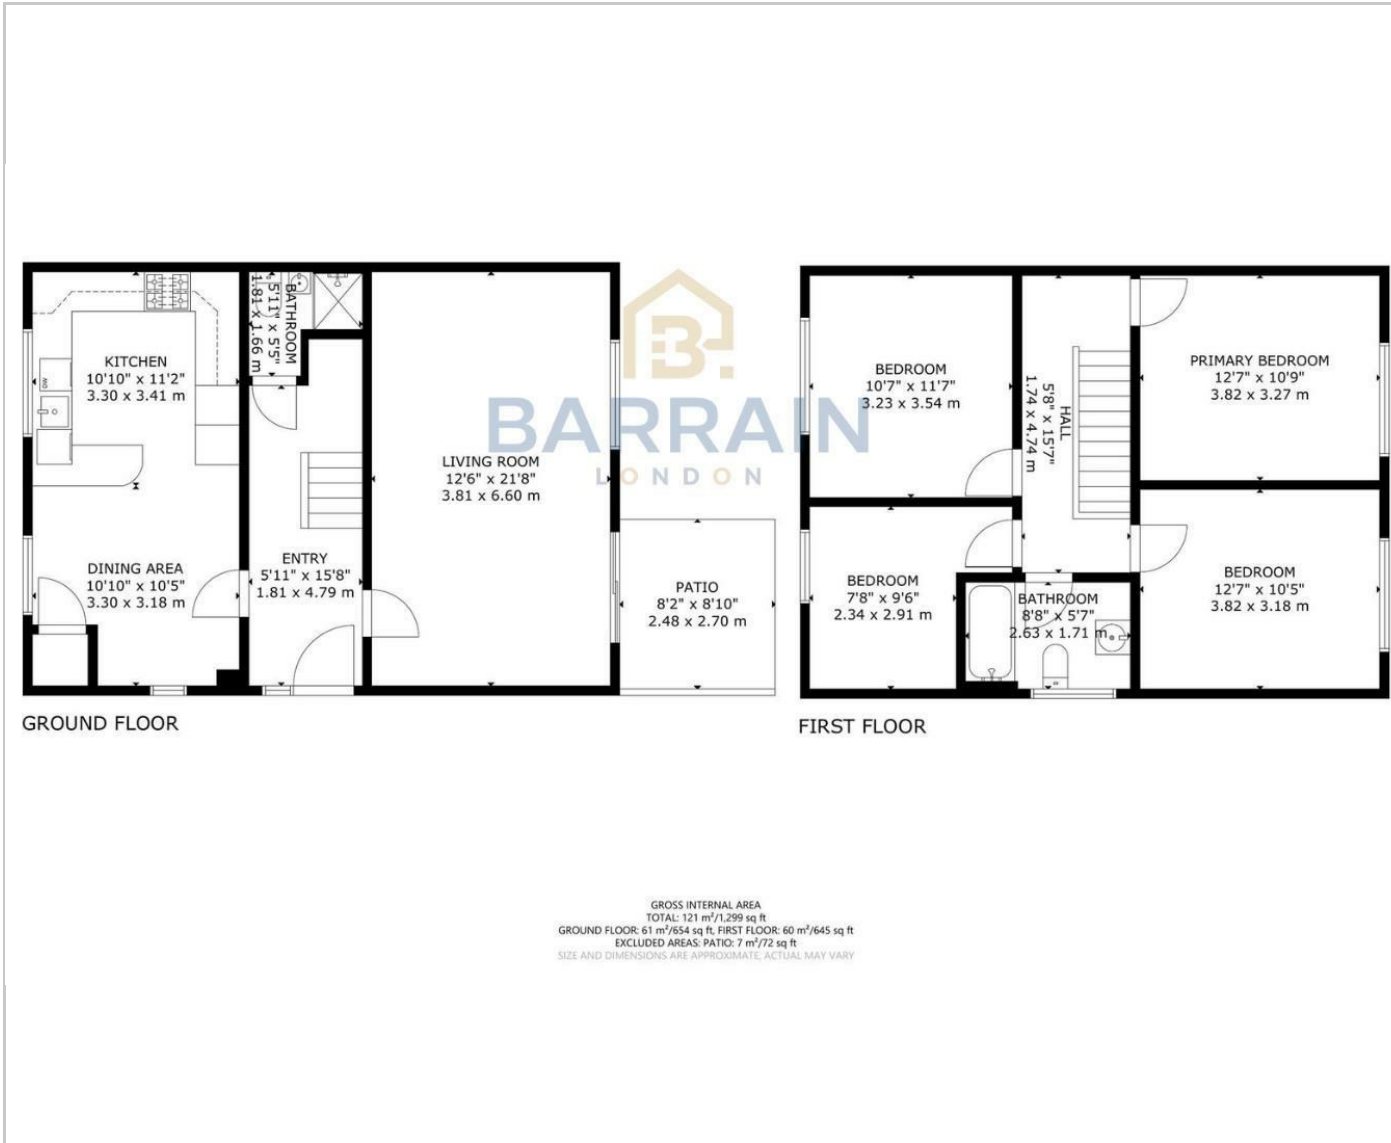 KITCHEN
10'10" x 11'2"
3.30 x 3.41 m
DW
BATHROOM
5'11" x 5'5"
1.81 x 1.66 m
LIVING ROOM
12'6" x 21'8"
3.81 x 6.60 m
DINING AREA
10'10" x 10'5"
3.30 x 3.18 m
ENTRY
5'11" x 15'8"
1.81 x 4.79 m
PATIO
8'2" x 8'10"
2.48 x 2.70 m
GROUND FLOOR
B.
BARRAIN
LONDON
BEDROOM
10'7" x 11'7"
3.23 x 3.54 m
HALL
5'8" x 15'7"
1.74 x 4.74 m
PRIMARY BEDROOM
12'7" x 10'9"
3.82 x 3.27 m
BEDROOM
7'8" x 9'6"
2.34 x 2.91 m
BATHROOM
8'8" x 5'7"
2.63 x 1.71 m
BEDROOM
12'7" x 10'5"
3.82 x 3.18 m
FIRST FLOOR
GROSS INTERNAL AREA
TOTAL: 121 m²/1,299 sq ft
GROUND FLOOR: 61 m²/654 sq ft, FIRST FLOOR: 60 m²/645 sq ft
EXCLUDED AREAS: PATIO: 7 m²/72 sq ft
SIZE AND DIMENSIONS ARE APPROXIMATE, ACTUAL MAY VARY